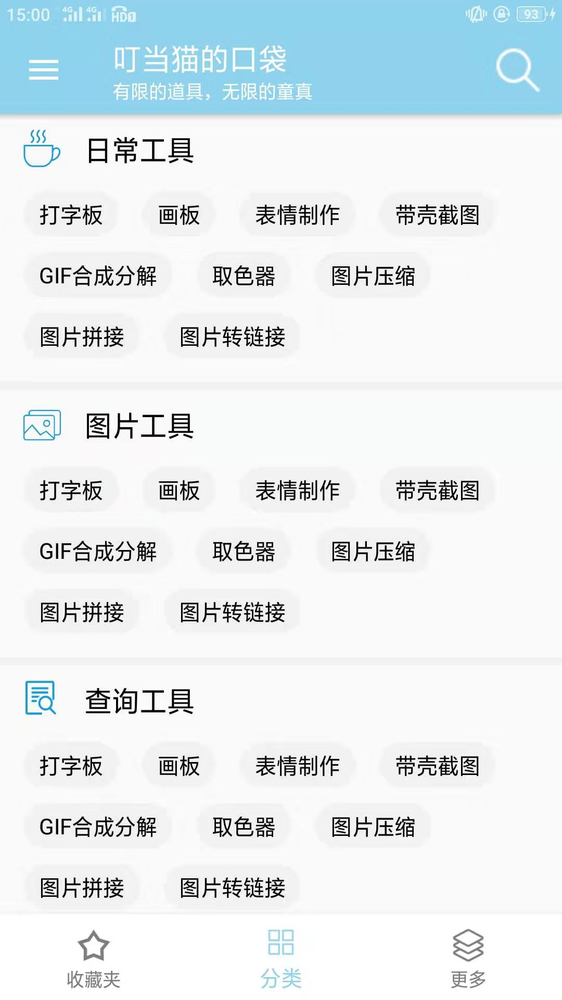 15:00 4G 4G HD 1 93
叮当猫的口袋
有限的道具，无限的童真
日常工具
打字板 画板 表情制作 带壳截图
GIF合成分解 取色器 图片压缩
图片拼接 图片转链接
图片工具
打字板 画板 表情制作 带壳截图
GIF合成分解 取色器 图片压缩
图片拼接 图片转链接
查询工具
打字板 画板 表情制作 带壳截图
GIF合成分解 取色器 图片压缩
图片拼接 图片转链接
收藏夹 分类 更多